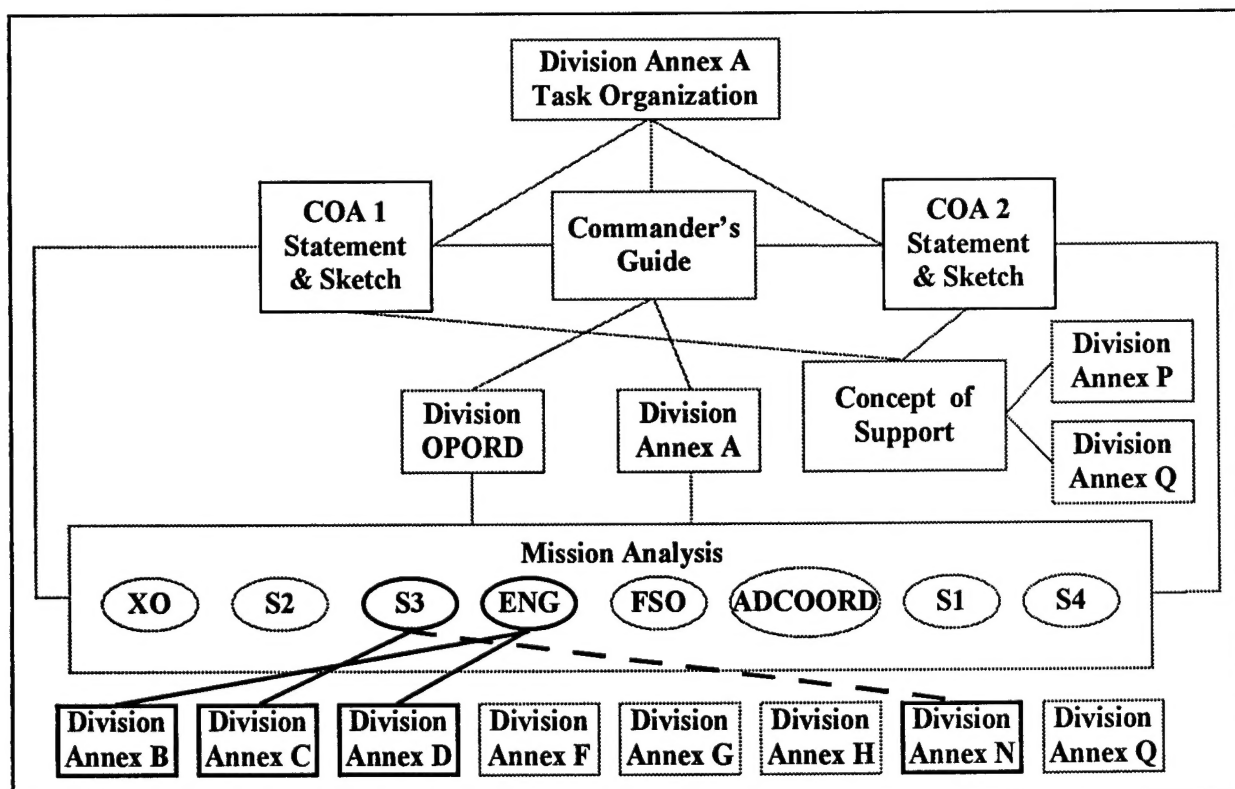 Division Annex A
Task Organization
COA 1
Statement
& Sketch
Commander's
Guide
COA 2
Statement
& Sketch
Division
OPORD
Division
Annex A
Concept of
Support
Division
Annex P
Division
Annex Q
Mission Analysis
XO
S2
S3
ENG
FSO
ADCOORD
S1
S4
Division
Annex B
Division
Annex C
Division
Annex D
Division
Annex F
Division
Annex G
Division
Annex H
Division
Annex N
Division
Annex Q